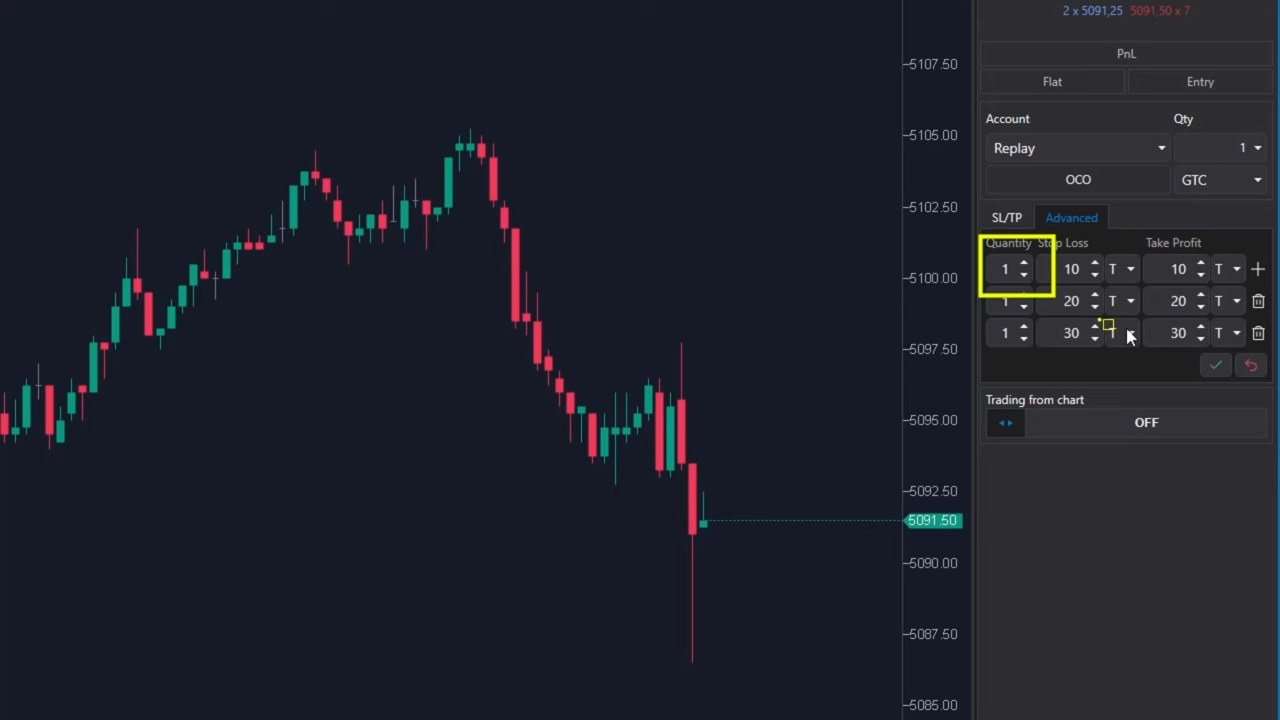 2 x 5091,25 5091,50 x 7
5107.50
5105.00
5102.50
5100.00
5097.50
5095.00
5092.50
5091.50
5090.00
5087.50
5085.00
PnL
Flat Entry
Account Qty
Replay 1
OCO GTC
SL/TP Advanced
Quantity Stop Loss Take Profit
1 10 T 10 T
1 20 T 20 T
1 30 T 30 T
Trading from chart
OFF